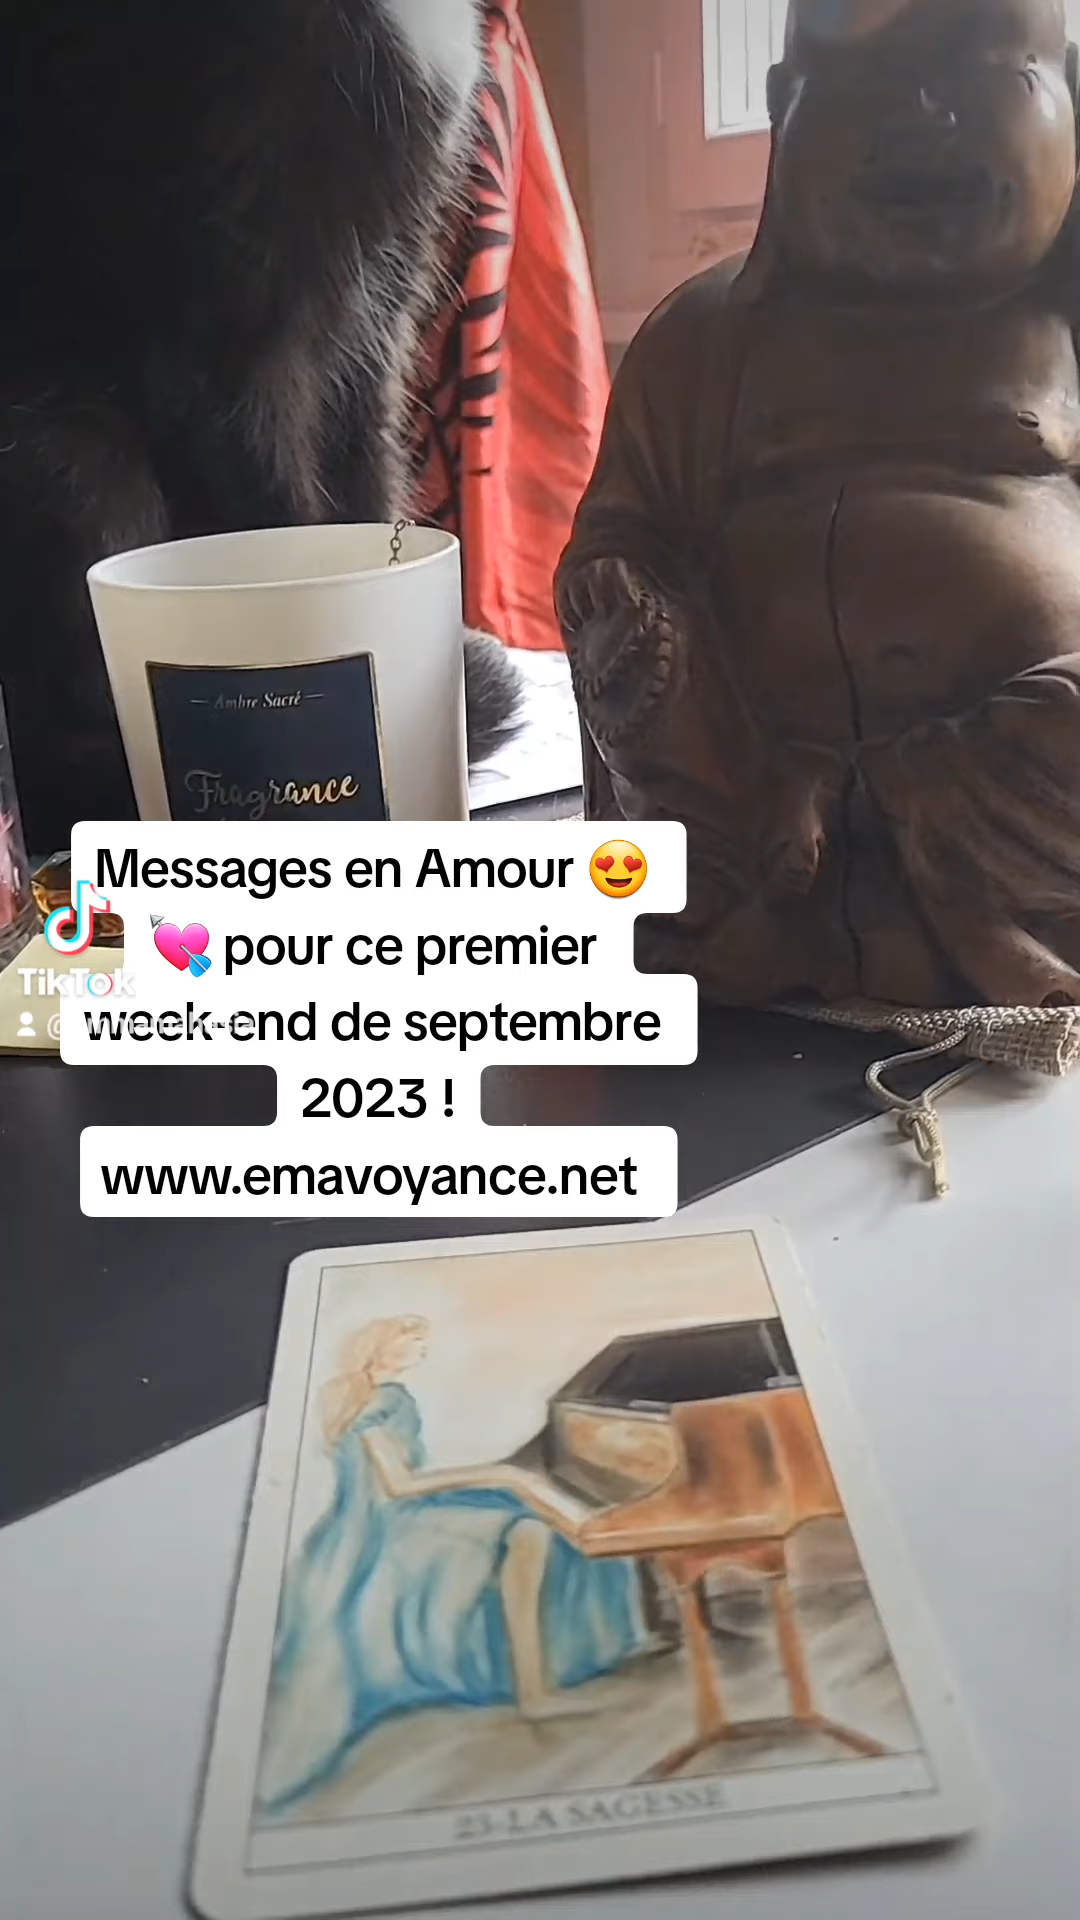 Ambre Sacré
Fragrance
Messages en Amour 😍
💘 pour ce premier
week-end de septembre
2023 !
www.emavoyance.net
TikTok
23-LA SAGESSE